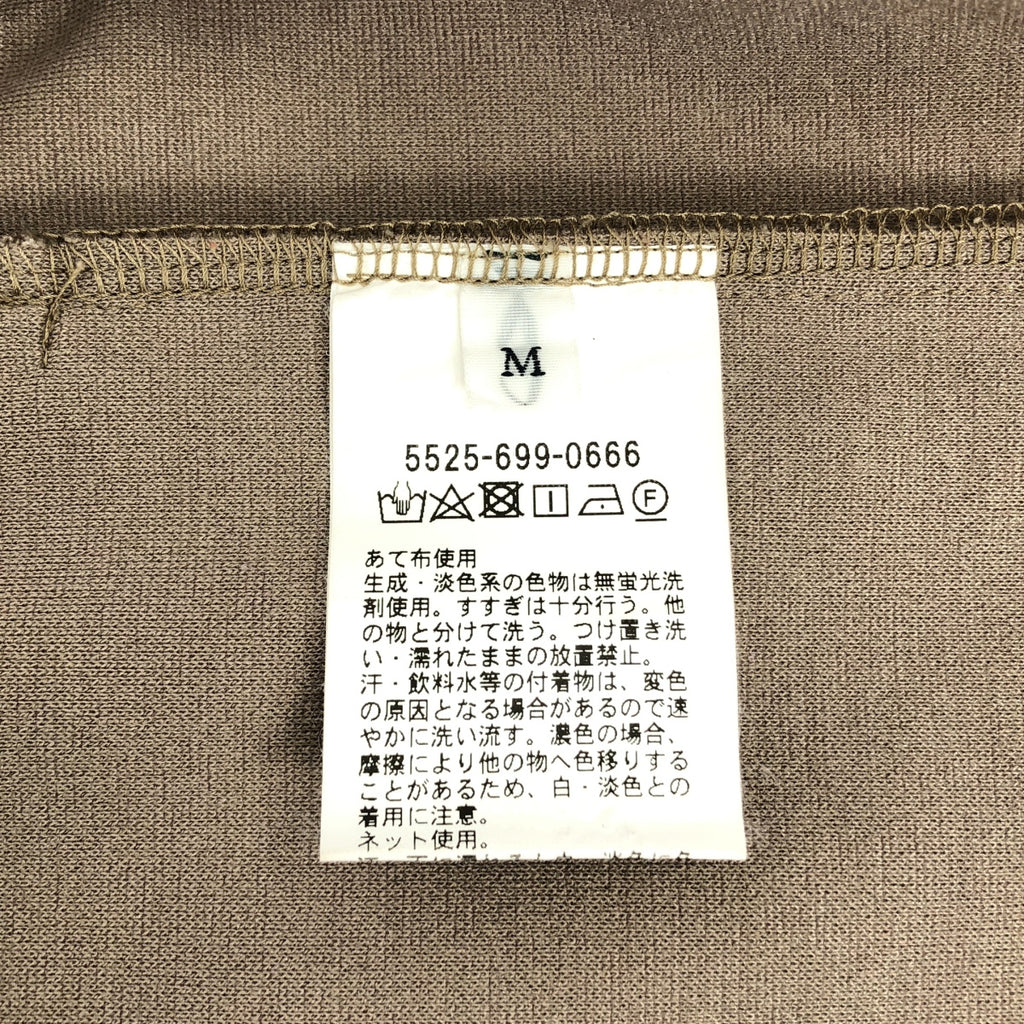 M
5525-699-0666
F
あて布使用
生成・淡色系の色物は無蛍光洗
剤使用。すすぎは十分行う。他
の物と分けて洗う。つけ置き洗
い・濡れたままの放置禁止。
汗・飲料水等の付着物は、変色
の原因となる場合があるので速
やかに洗い流す。濃色の場合、
摩擦により他の物へ色移りする
ことがあるため、白・淡色との
着用に注意。
ネット使用。